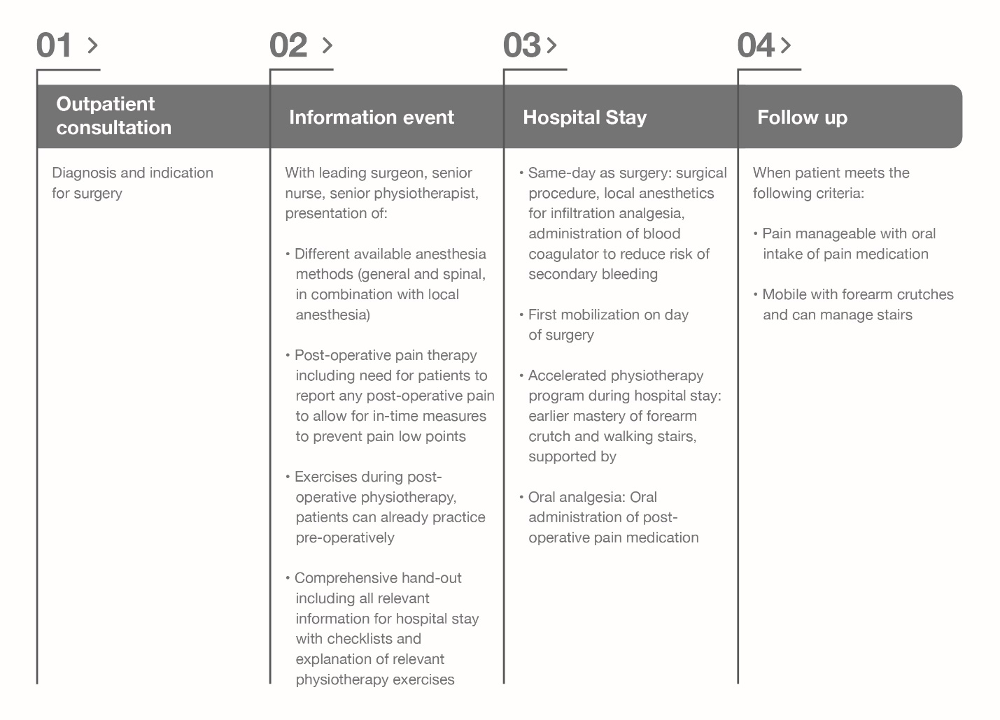 01 >
Outpatient
consultation
Diagnosis and indication
for surgery
02 >
Information event
With leading surgeon, senior
nurse, senior physiotherapist,
presentation of:
• Different available anesthesia
methods (general and spinal,
in combination with local
anesthesia)
• Post-operative pain therapy
including need for patients to
report any post-operative pain
to allow for in-time measures
to prevent pain low points
• Exercises during post-
operative physiotherapy,
patients can already practice
pre-operatively
• Comprehensive hand-out
including all relevant
information for hospital stay
with checklists and
explanation of relevant
physiotherapy exercises
03 >
Hospital Stay
• Same-day as surgery: surgical
procedure, local anesthetics
for infiltration analgesia,
administration of blood
coagulator to reduce risk of
secondary bleeding
• First mobilization on day
of surgery
• Accelerated physiotherapy
program during hospital stay:
earlier mastery of forearm
crutch and walking stairs,
supported by
• Oral analgesia: Oral
administration of post-
operative pain medication
04 >
Follow up
When patient meets the
following criteria:
• Pain manageable with oral
intake of pain medication
• Mobile with forearm crutches
and can manage stairs